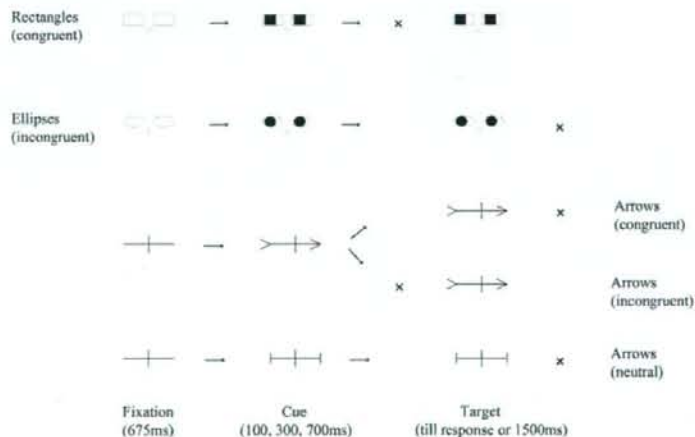 Rectangles
(congruent)
Ellipses
(incongruent)
Arrows
(congruent)
Arrows
(incongruent)
Arrows
(neutral)
Fixation Cue Target
(675ms) (100, 300, 700ms) (till response or 1500ms)